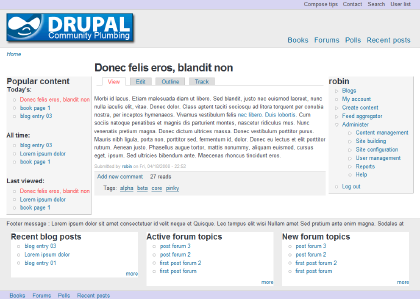 Compose tips Contact Search User list
DRUPAL
Community Plumbing
Books Forums Polls Recent posts
Home
Popular content
Today's:
Donec felis eros, blandit non
book page 1
blog entry 03
All time:
blog entry 03
Lorem ipsum dolor
book page 1
Last viewed:
Donec felis eros, blandit non
Lorem ipsum dolor
book page 1
Donec felis eros, blandit non
View Edit Outline Track
Morbi id lacus. Etiam malesuada diam ut libero. Sed blandit, justo nec euismod laoreet, nunc
nulla iaculis elit, vitae. Donec dolor. Class aptent taciti sociosqu ad litora torquent per conubia
nostra, per inceptos hymenaeos. Vivamus vestibulum felis nec libero. Duis lobortis. Cum
sociis natoque penatibus et magnis dis parturient montes, nascetur ridiculus mus. Nunc
venenatis pretium magna. Donec dictum ultrices massa. Donec vestibulum porttitor purus.
Mauris nibh ligula, porta non, porttitor sed, fermentum id, dolor. Donec eu lectus et elit porttitor
rutrum. Aenean justo. Phasellus augue tortor, mattis nonummy, aliquam euismod, cursus
eget, ipsum. Sed ultricies bibendum ante. Maecenas rhoncus tincidunt eros.
Submitted by robin on Fri,
Add new comment 27 reads
Tags: alpha beta core
robin
Blogs
My account
Create content
Feed aggregator
Administer
Content management
Site building
Site configuration
User management
Reports
Help
Log out
Footer message : Lorem ipsum dolor sit amet consectetuer id velit neque et Quisque. Leo tempus elit wisi Nullam amet Sed pretium ante enim magna. Sodales at
Recent blog posts
blog entry 03
Lorem ipsum dolor
blog entry 01
more
Active forum topics
post forum 3
post forum 2
first post forum 2
first post forum
more
New forum topics
post forum 3
post forum 2
first post forum 2
first post forum
more
Books Forums Polls Recent posts